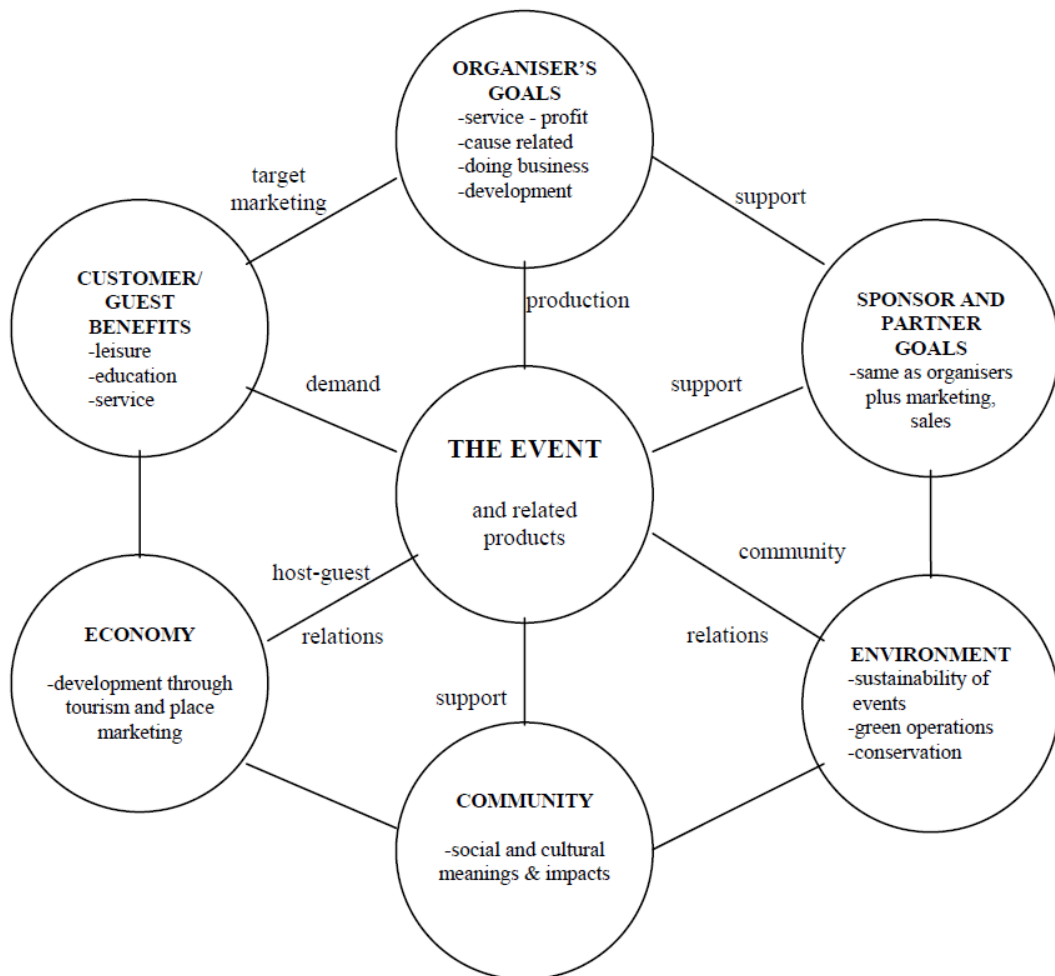 ORGANISER'S
GOALS
-service - profit
-cause related
-doing business
-development
target
marketing
support
CUSTOMER/
GUEST
BENEFITS
-leisure
-education
-service
production
SPONSOR AND
PARTNER
GOALS
-same as organisers
plus marketing,
sales
demand
support
THE EVENT
and related
products
host-guest
relations
community
relations
ECONOMY
-development through
tourism and place
marketing
support
ENVIRONMENT
-sustainability of
events
-green operations
-conservation
COMMUNITY
-social and cultural
meanings & impacts